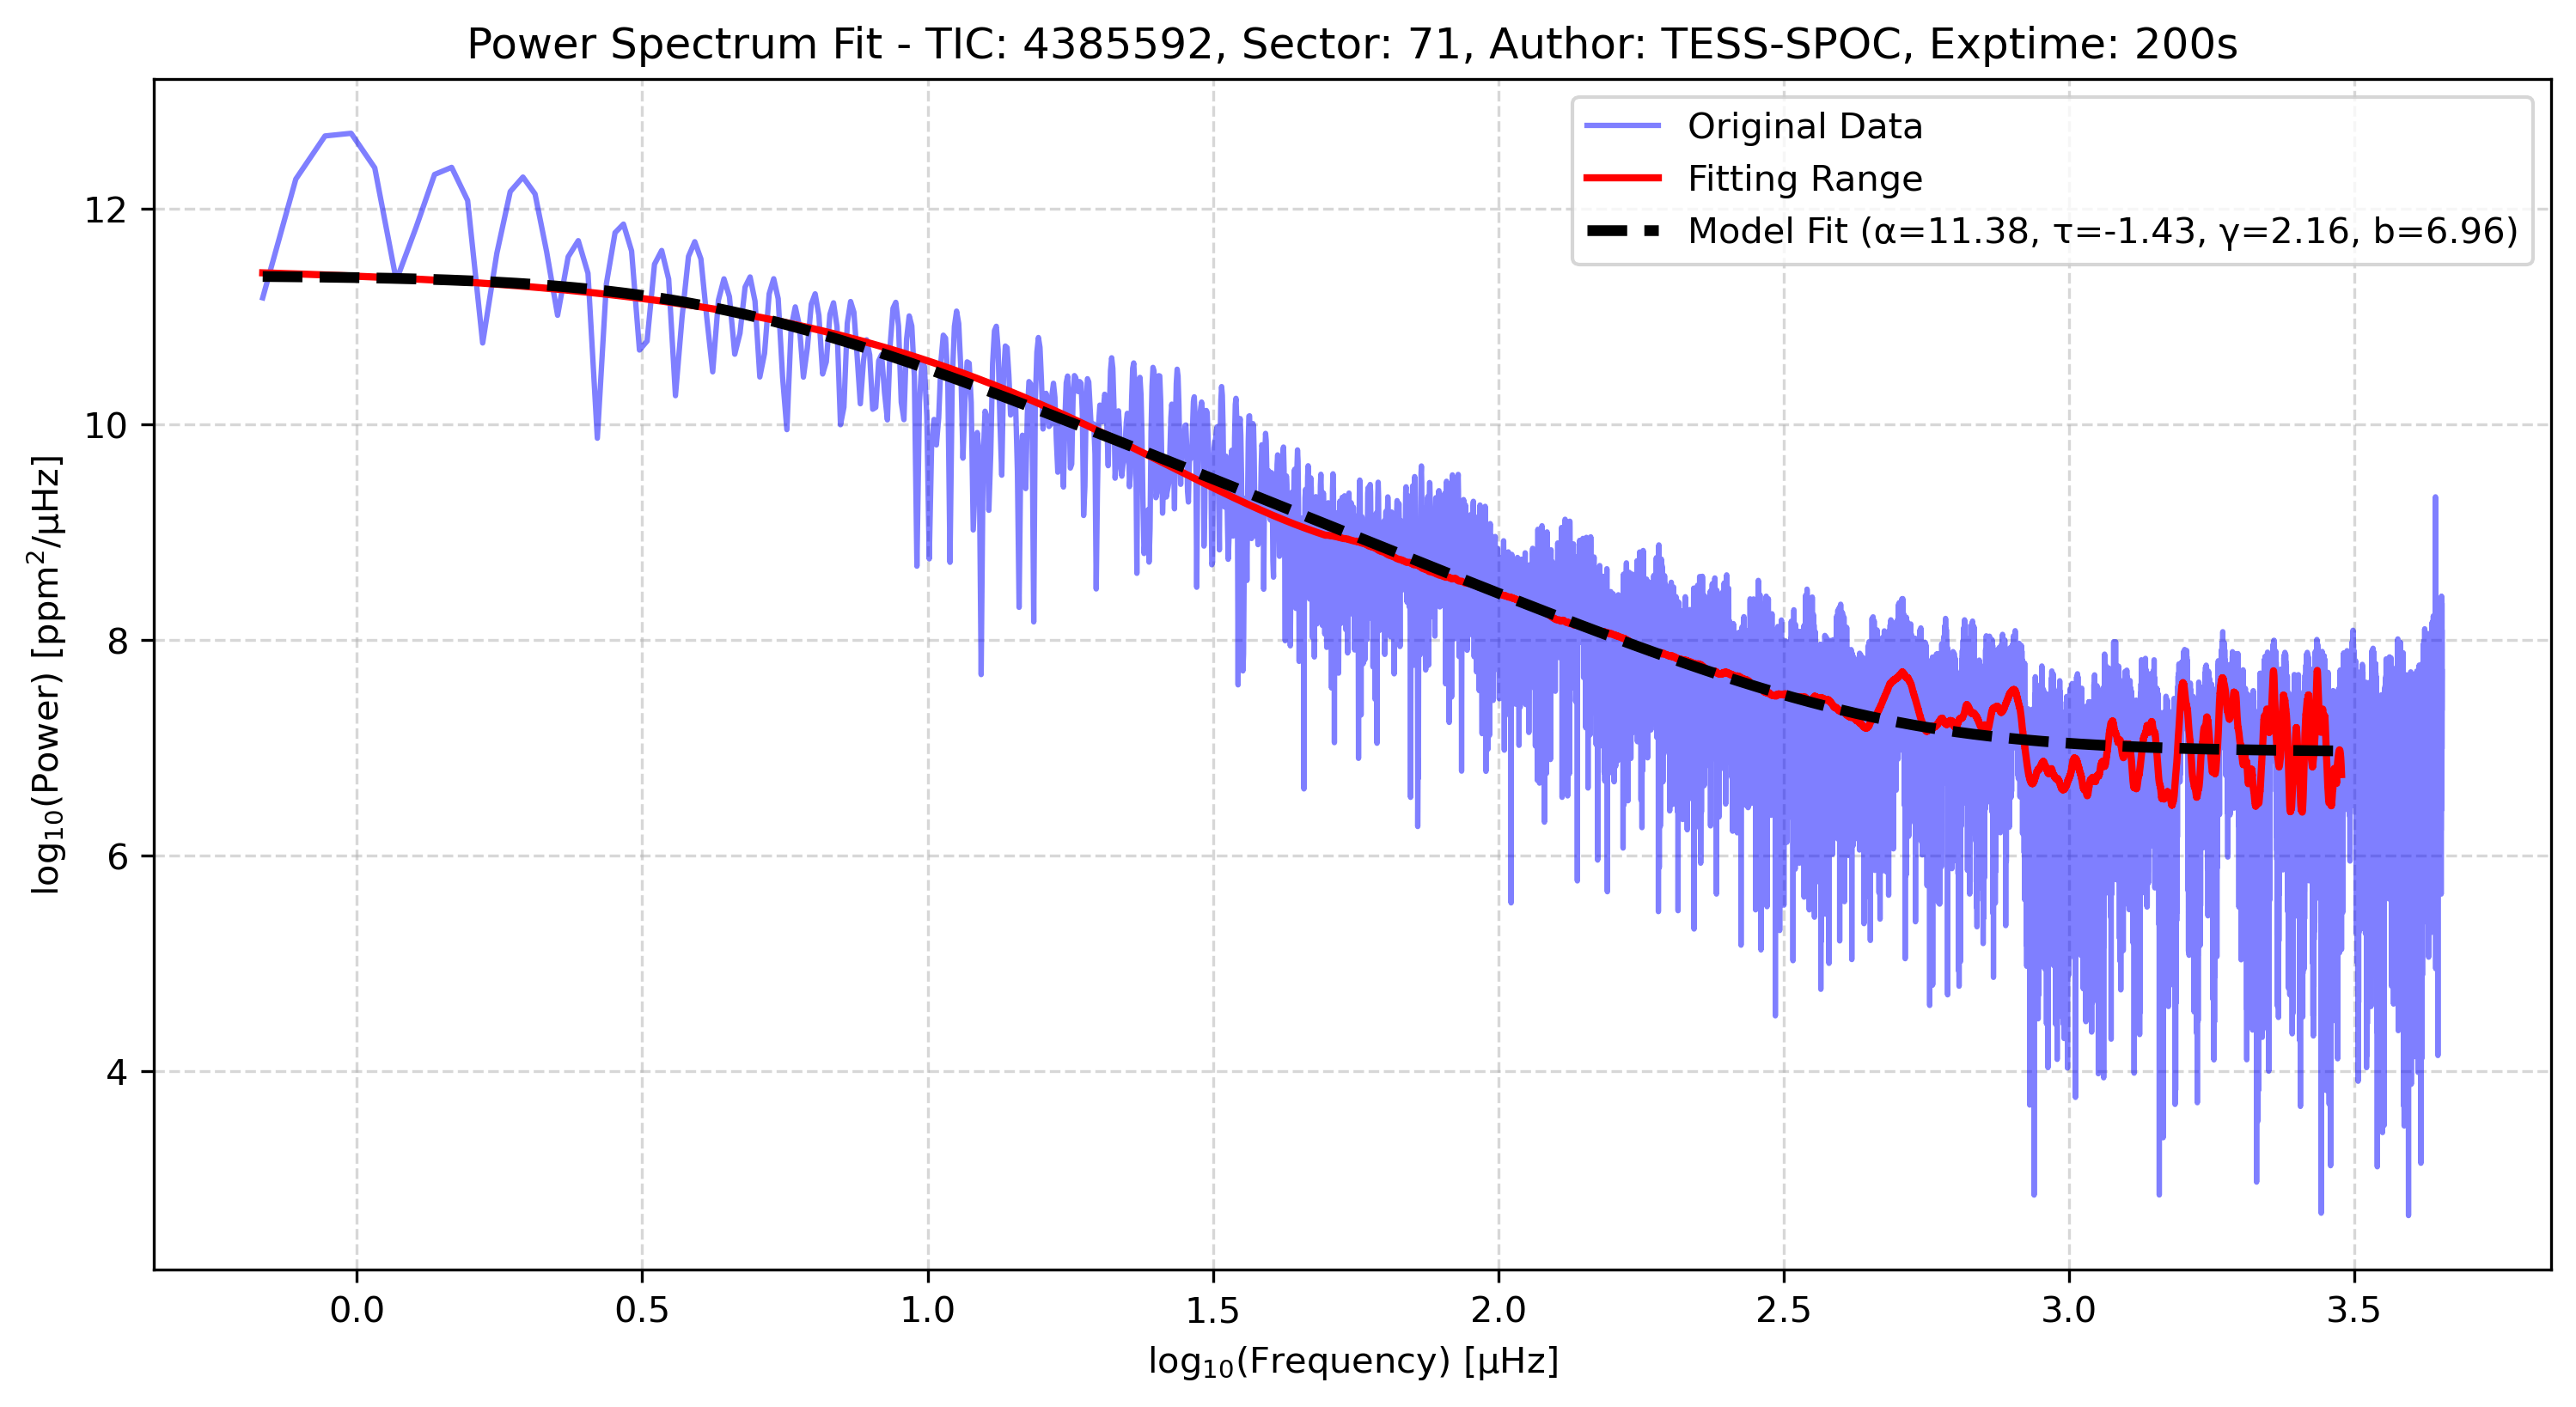 Power Spectrum Fit - TIC: 4385592, Sector: 71, Author: TESS-SPOC, Exptime: 200s
Original Data
Fitting Range
Model Fit (α=11.38, τ=-1.43, γ=2.16, b=6.96)
log₁₀(Power) [ppm²/µHz]
12
10
8
6
4
0.0 0.5 1.0 1.5 2.0 2.5 3.0 3.5
log₁₀(Frequency) [µHz]